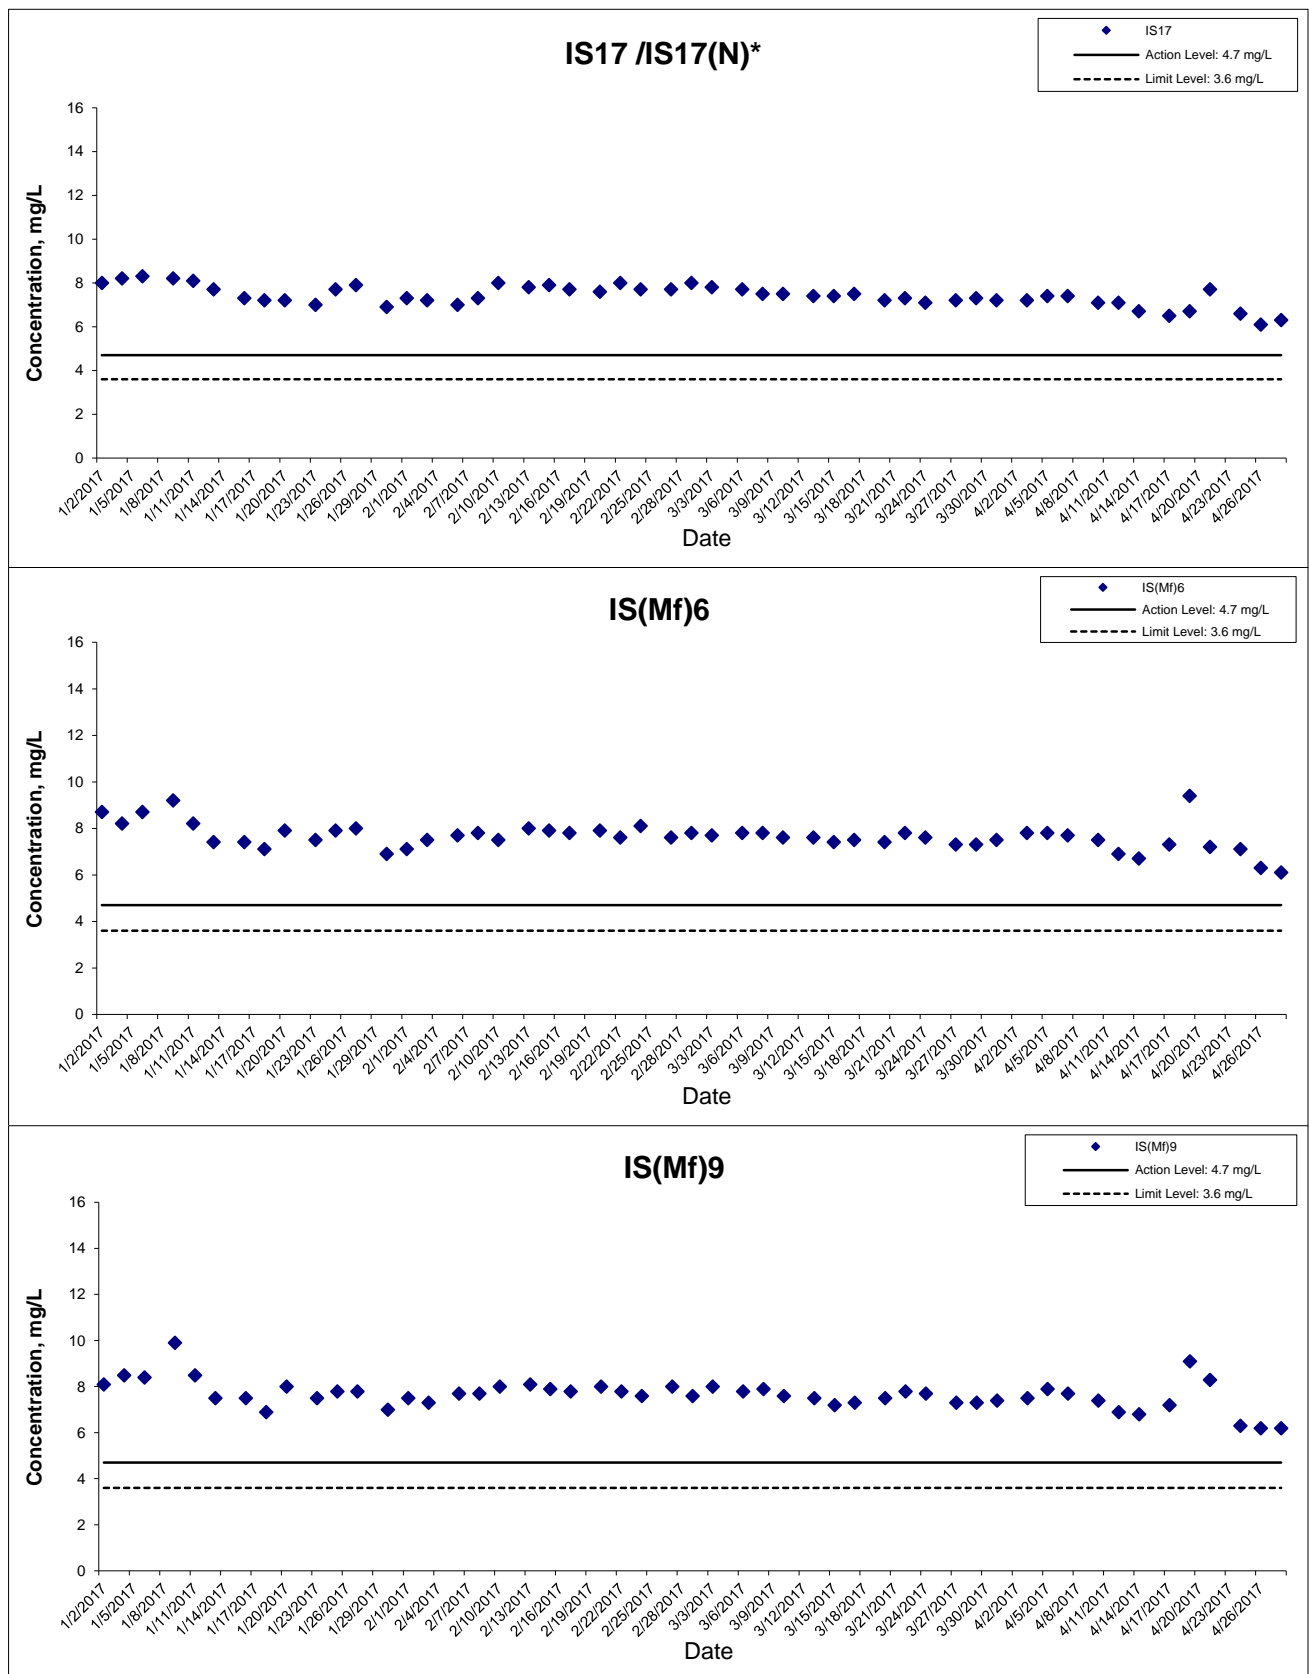 IS17 /IS17(N)*
IS17
Action Level: 4.7 mg/L
Limit Level: 3.6 mg/L
Concentration, mg/L
16
14
12
10
8
6
4
2
0
1/2/2017 1/5/2017 1/8/2017 1/11/2017 1/14/2017 1/17/2017 1/20/2017 1/23/2017 1/26/2017 1/29/2017 2/1/2017 2/4/2017 2/7/2017 2/10/2017 2/13/2017 2/16/2017 2/19/2017 2/22/2017 2/25/2017 2/28/2017 3/3/2017 3/6/2017 3/9/2017 3/12/2017 3/15/2017 3/18/2017 3/21/2017 3/24/2017 3/27/2017 3/30/2017 4/2/2017 4/5/2017 4/8/2017 4/11/2017 4/14/2017 4/17/2017 4/20/2017 4/23/2017 4/26/2017
Date
IS(Mf)6
IS(Mf)6
Action Level: 4.7 mg/L
Limit Level: 3.6 mg/L
Concentration, mg/L
16
14
12
10
8
6
4
2
0
1/2/2017 1/5/2017 1/8/2017 1/11/2017 1/14/2017 1/17/2017 1/20/2017 1/23/2017 1/26/2017 1/29/2017 2/1/2017 2/4/2017 2/7/2017 2/10/2017 2/13/2017 2/16/2017 2/19/2017 2/22/2017 2/25/2017 2/28/2017 3/3/2017 3/6/2017 3/9/2017 3/12/2017 3/15/2017 3/18/2017 3/21/2017 3/24/2017 3/27/2017 3/30/2017 4/2/2017 4/5/2017 4/8/2017 4/11/2017 4/14/2017 4/17/2017 4/20/2017 4/23/2017 4/26/2017
Date
IS(Mf)9
IS(Mf)9
Action Level: 4.7 mg/L
Limit Level: 3.6 mg/L
Concentration, mg/L
16
14
12
10
8
6
4
2
0
1/2/2017 1/5/2017 1/8/2017 1/11/2017 1/14/2017 1/17/2017 1/20/2017 1/23/2017 1/26/2017 1/29/2017 2/1/2017 2/4/2017 2/7/2017 2/10/2017 2/13/2017 2/16/2017 2/19/2017 2/22/2017 2/25/2017 2/28/2017 3/3/2017 3/6/2017 3/9/2017 3/12/2017 3/15/2017 3/18/2017 3/21/2017 3/24/2017 3/27/2017 3/30/2017 4/2/2017 4/5/2017 4/8/2017 4/11/2017 4/14/2017 4/17/2017 4/20/2017 4/23/2017 4/26/2017
Date